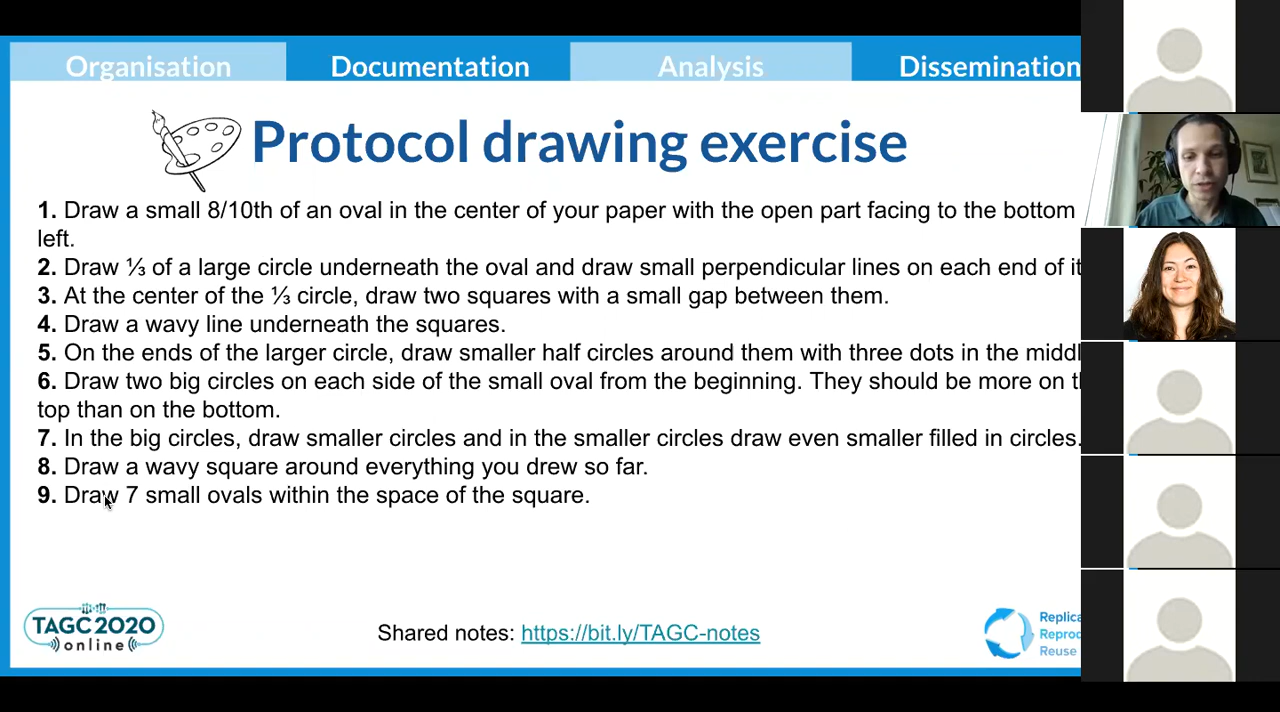 Organisation Documentation Analysis Dissemination
Protocol drawing exercise
1. Draw a small 8/10th of an oval in the center of your paper with the open part facing to the bottom
left.
2. Draw ⅓ of a large circle underneath the oval and draw small perpendicular lines on each end of it
3. At the center of the ⅓ circle, draw two squares with a small gap between them.
4. Draw a wavy line underneath the squares.
5. On the ends of the larger circle, draw smaller half circles around them with three dots in the middl
6. Draw two big circles on each side of the small oval from the beginning. They should be more on t
top than on the bottom.
7. In the big circles, draw smaller circles and in the smaller circles draw even smaller filled in circles.
8. Draw a wavy square around everything you drew so far.
9. Draw 7 small ovals within the space of the square.
TAGC 2020
online
Shared notes: https://bit.ly/TAGC-notes
Replica
Reprod
Reuse